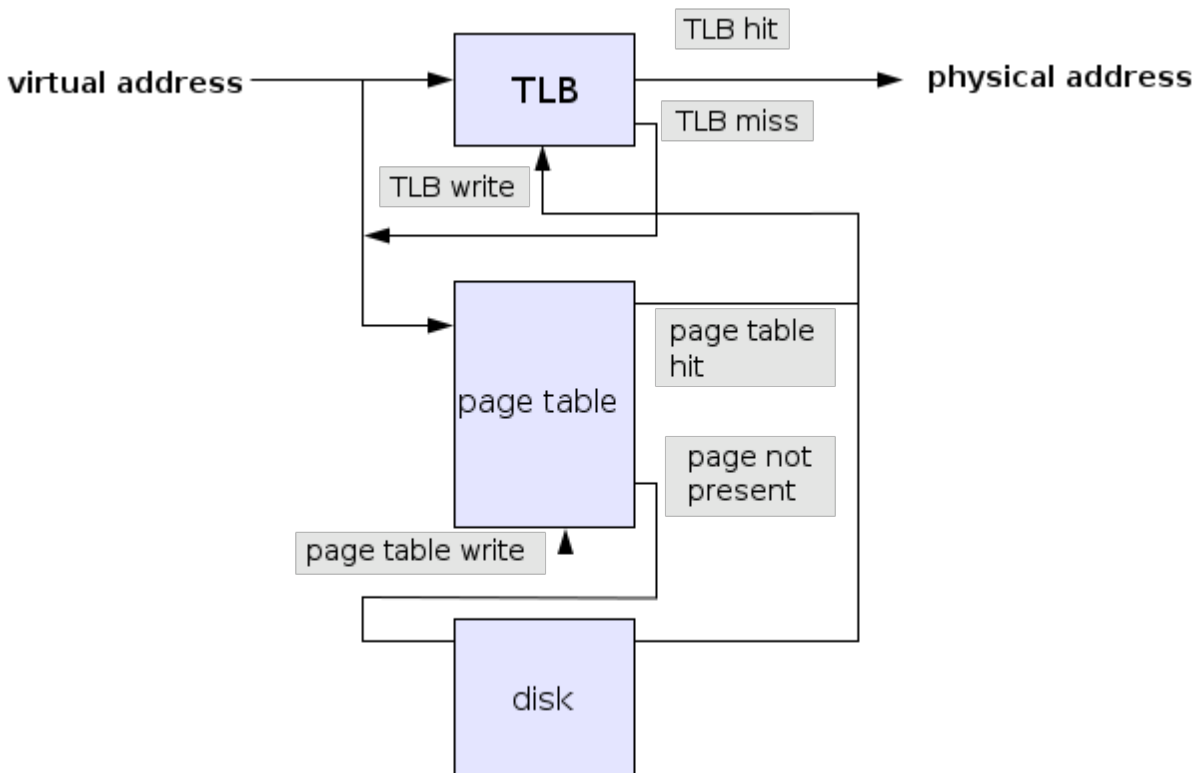 TLB hit
virtual address
TLB
physical address
TLB miss
TLB write
page table
hit
page table
page not
present
page table write
disk